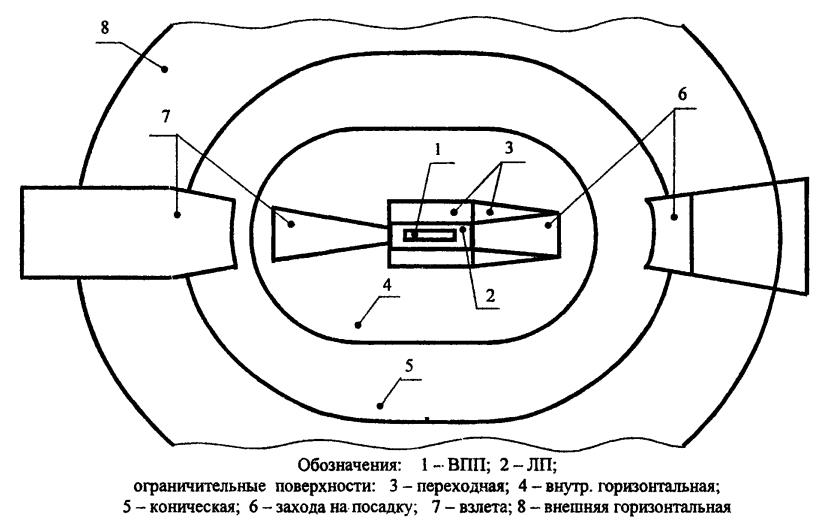 8
7
1
3
6
4
2
5
Обозначения: 1 – ВПП; 2 – ЛП;
ограничительные поверхности: 3 – переходная; 4 – внутр. горизонтальная;
5 – коническая; 6 – захода на посадку; 7 – взлета; 8 – внешняя горизонтальная